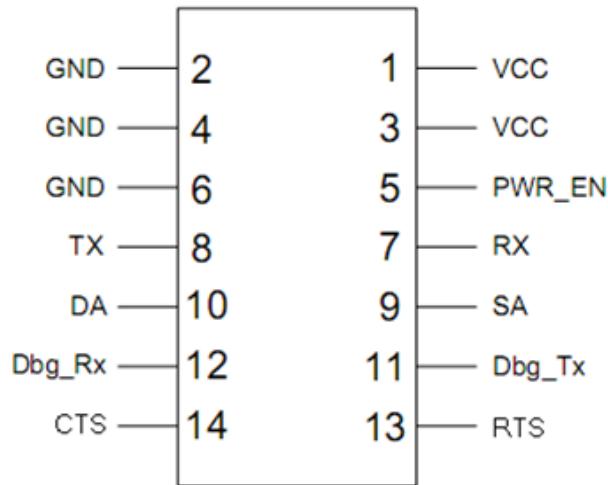 GND 2 1 VCC
GND 4 3 VCC
GND 6 5 PWR_EN
TX 8 7 RX
DA 10 9 SA
Dbg_Rx 12 11 Dbg_Tx
CTS 14 13 RTS